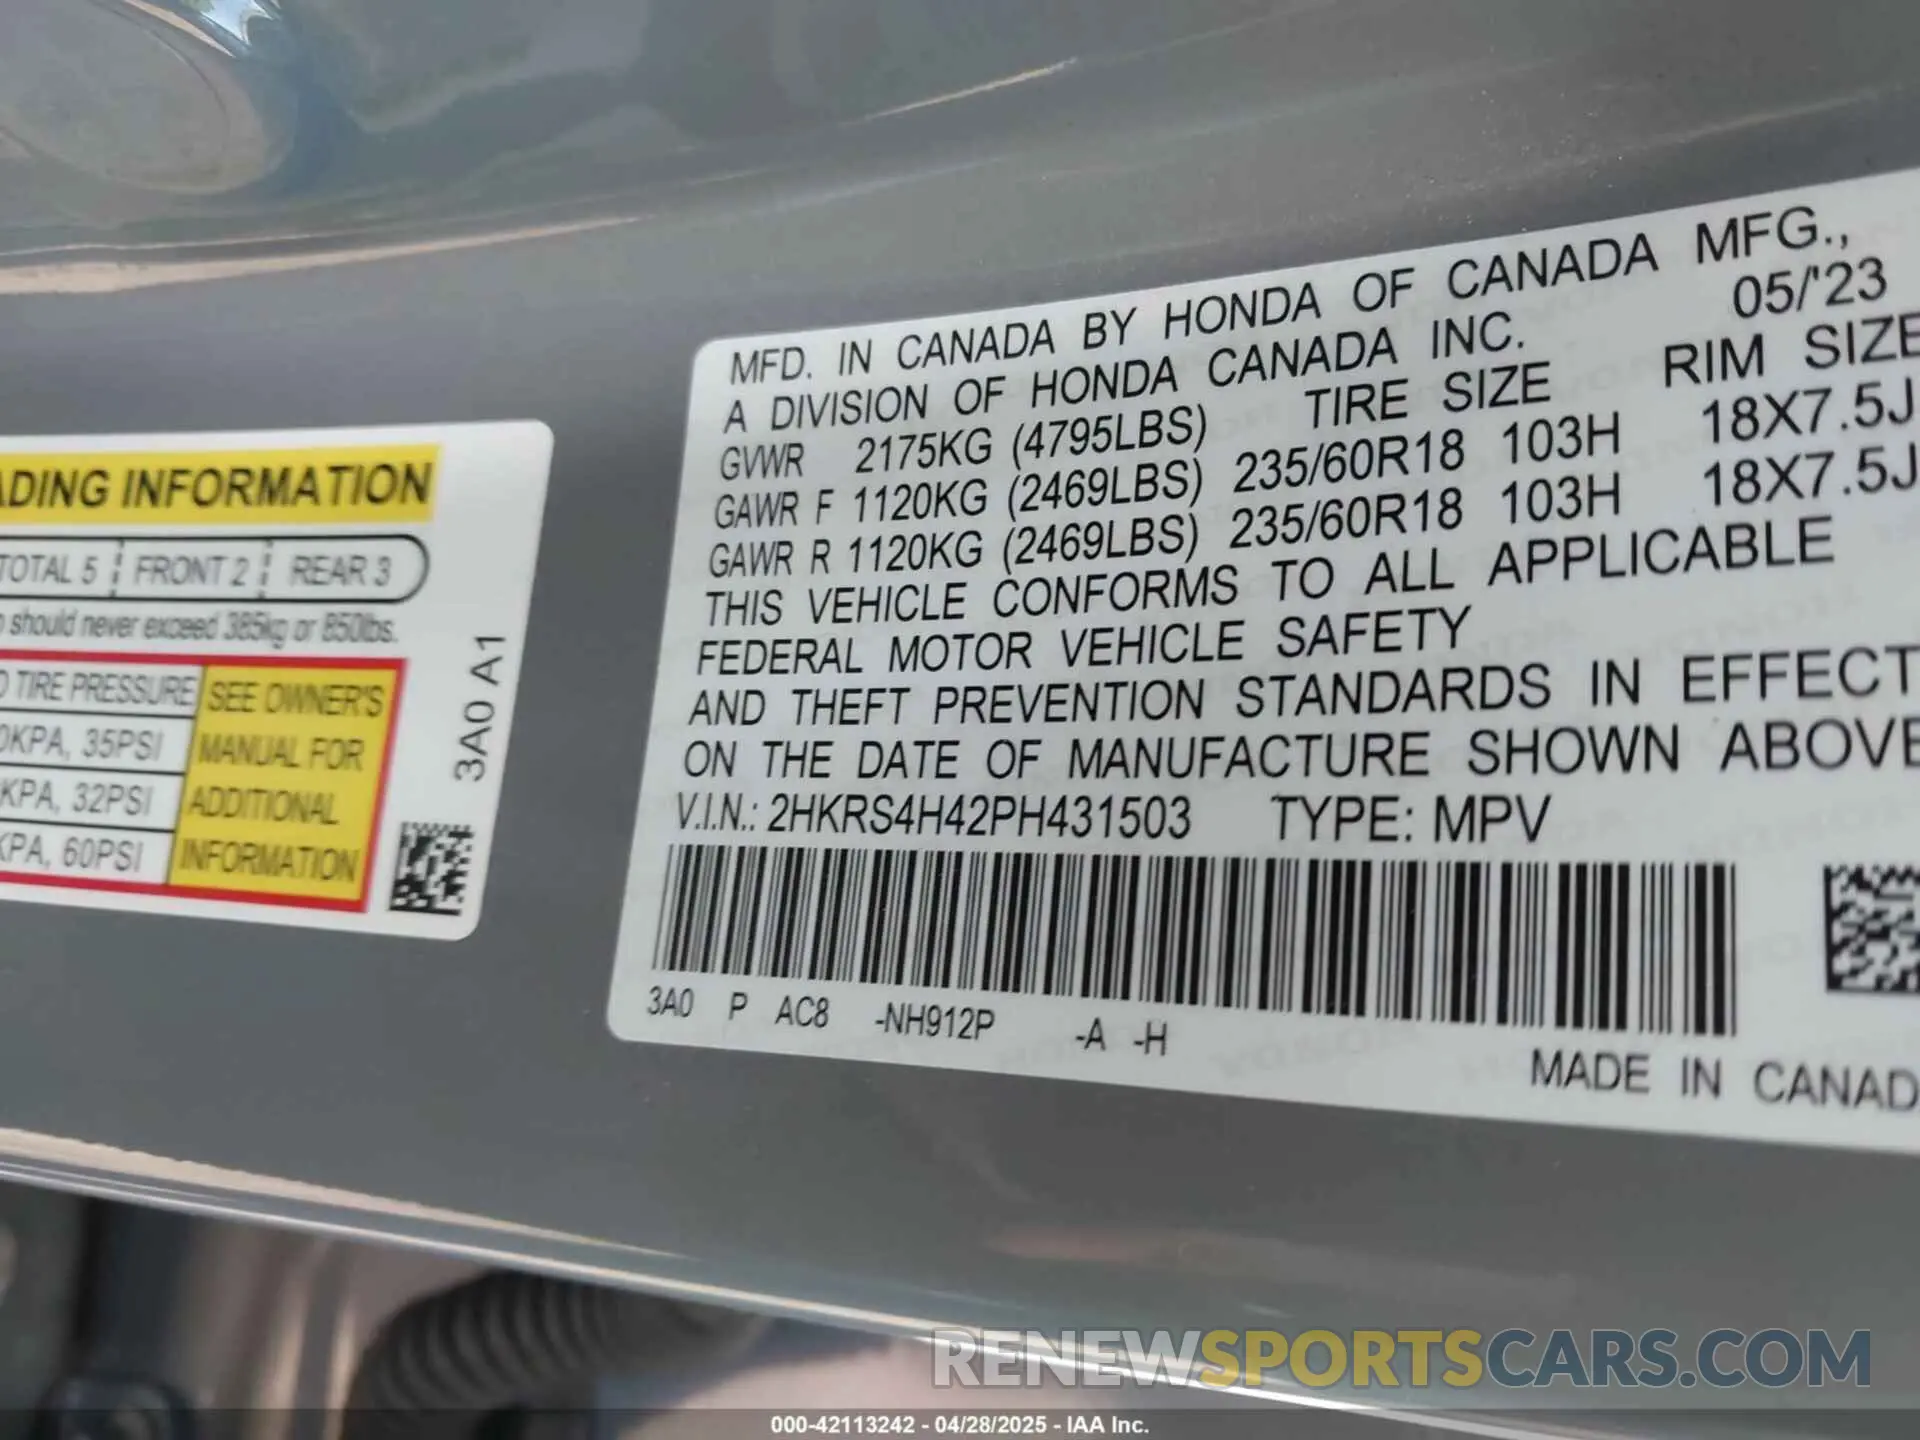 ADING INFORMATION
TOTAL 5 FRONT 2 REAR 3
should never exceed 385kg or 850lbs.
TIRE PRESSURE
0KPA, 35PSI
KPA, 32PSI
KPA, 60PSI
SEE OWNER'S
MANUAL FOR
ADDITIONAL
INFORMATION
3A0 A1
MFD. IN CANADA BY HONDA OF CANADA MFG.,
A DIVISION OF HONDA CANADA INC. 05/'23
GVWR 2175KG (4795LBS) TIRE SIZE RIM SIZE
GAWR F 1120KG (2469LBS) 235/60R18 103H 18X7.5J
GAWR R 1120KG (2469LBS) 235/60R18 103H 18X7.5J
THIS VEHICLE CONFORMS TO ALL APPLICABLE
FEDERAL MOTOR VEHICLE SAFETY
AND THEFT PREVENTION STANDARDS IN EFFECT
ON THE DATE OF MANUFACTURE SHOWN ABOVE
V.I.N.: 2HKRS4H42PH431503 TYPE: MPV
3A0 P AC8 -NH912P -A -H
MADE IN CANAD
RENEWSPORTSCARS.COM
000-42113242 - 04/28/2025 - IAA Inc.